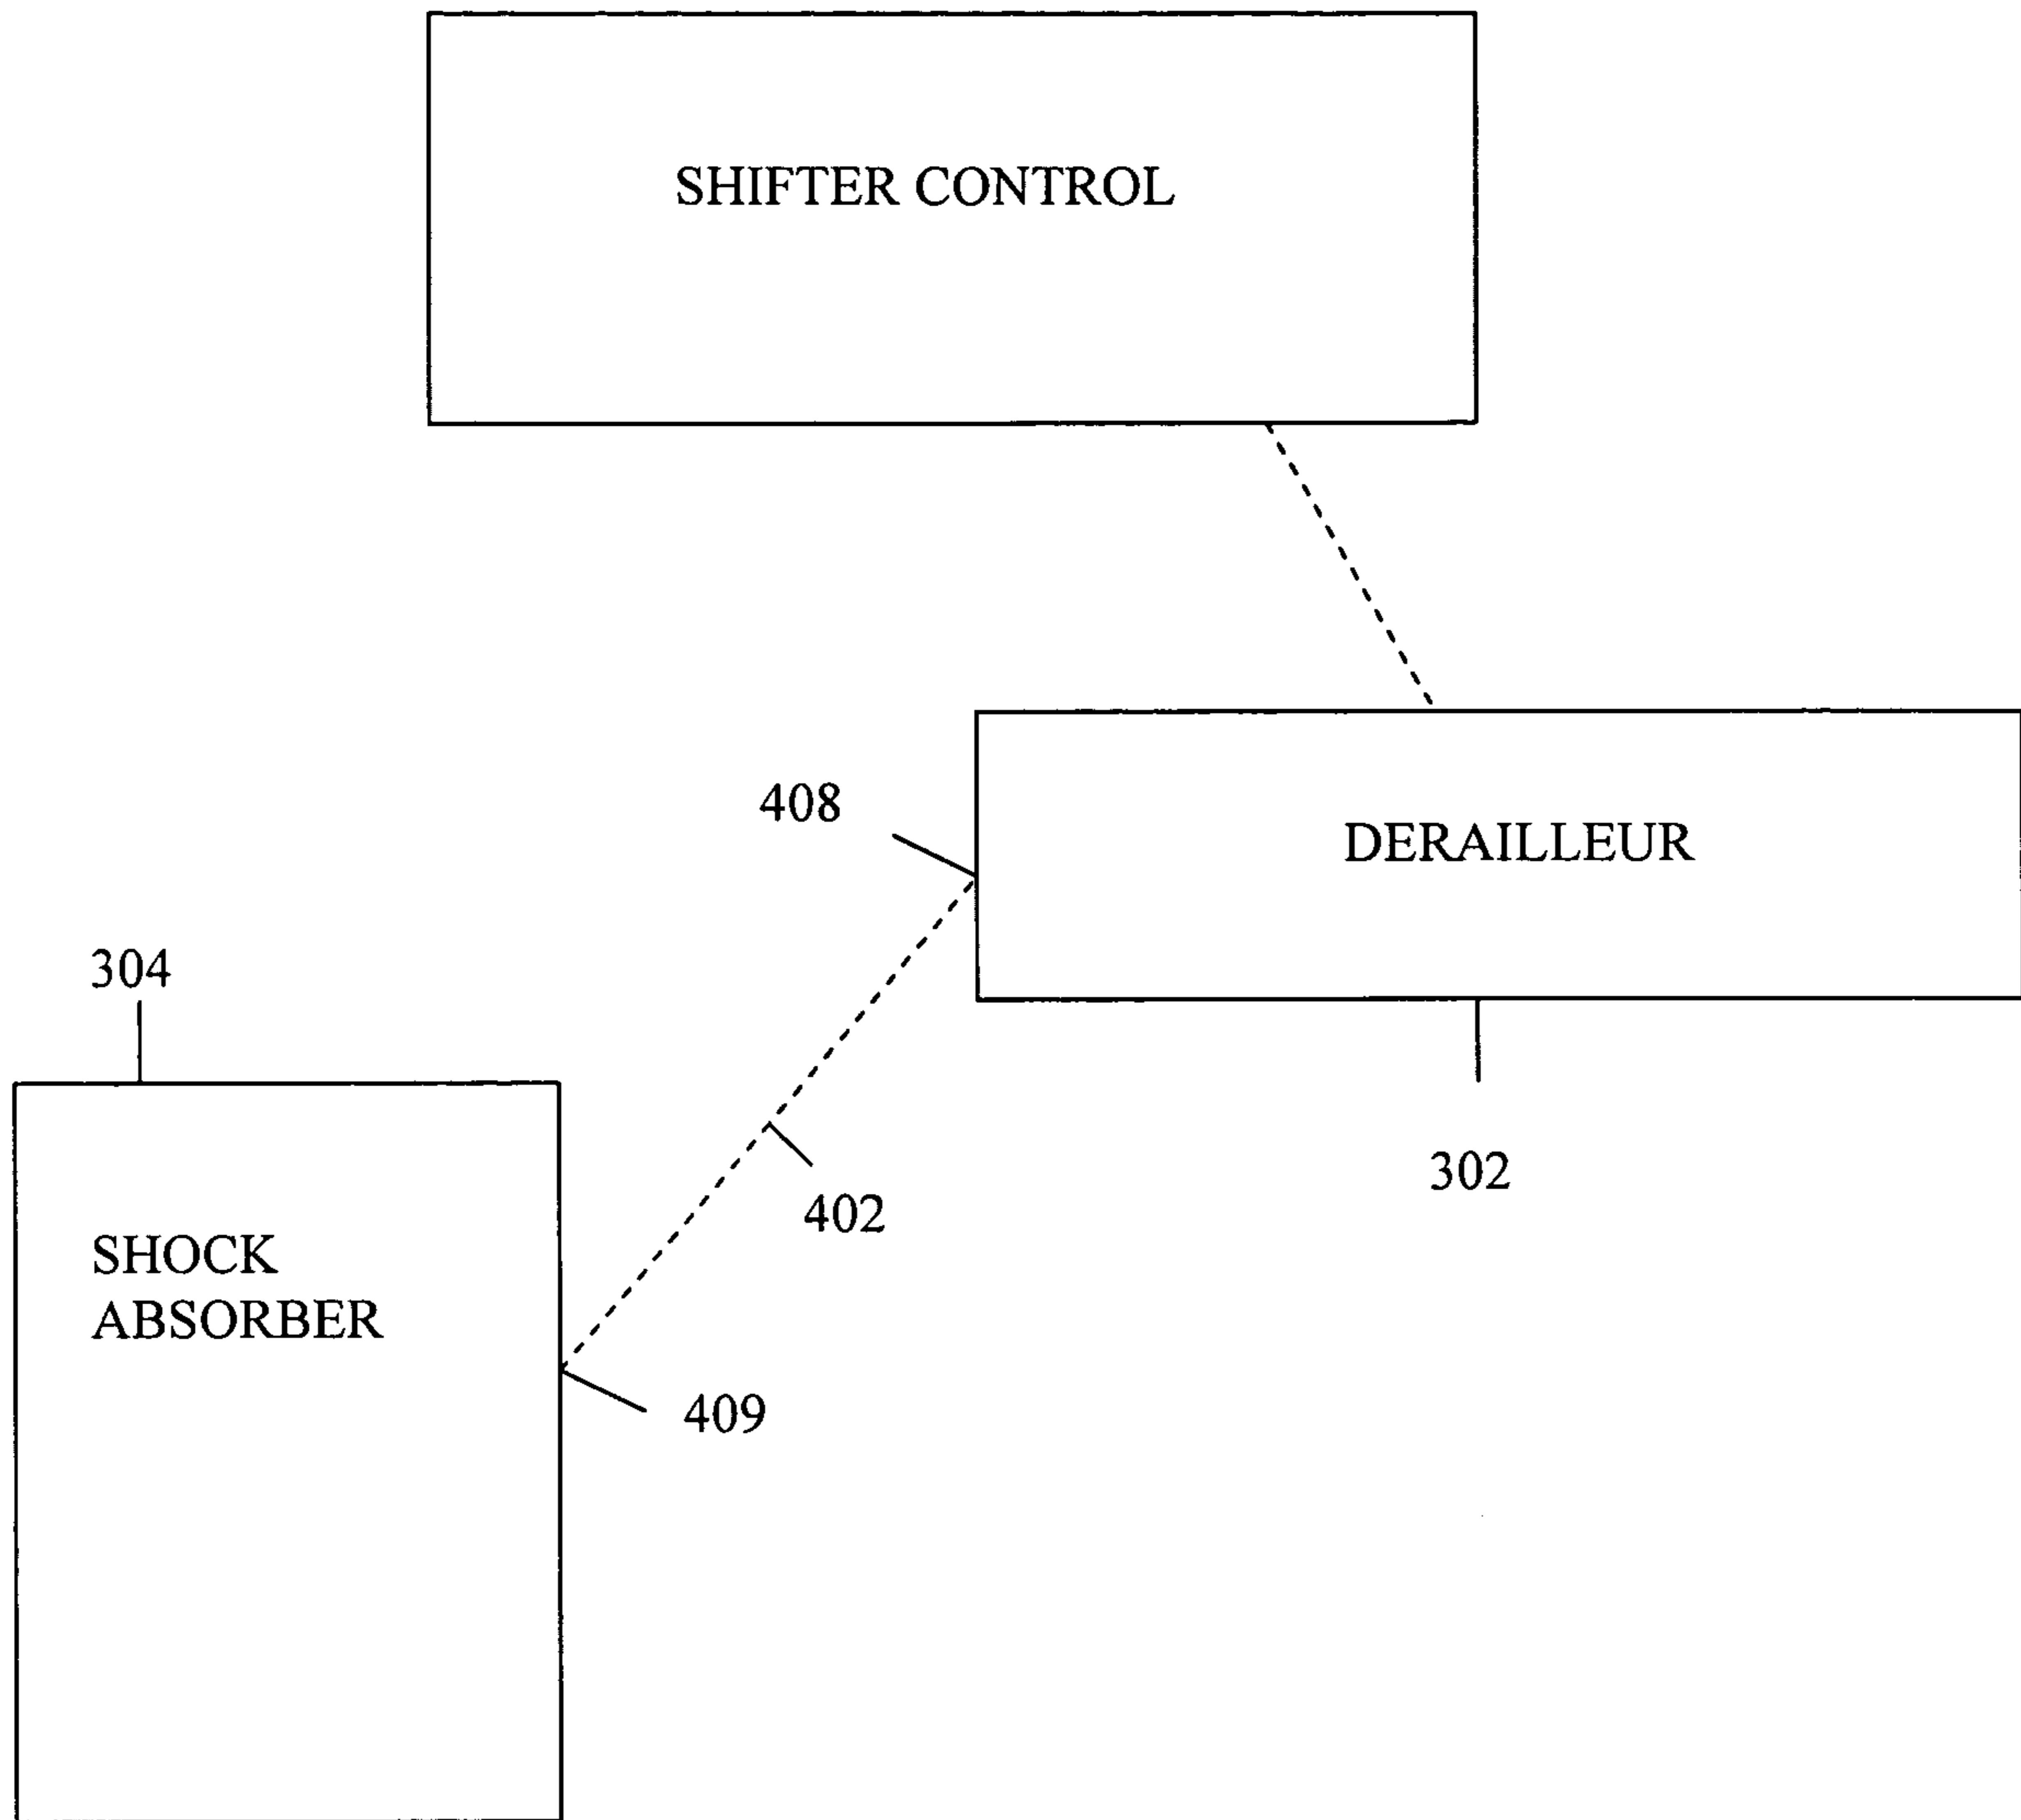 SHIFTER CONTROL
408
DERAILLEUR
304
302
402
SHOCK
ABSORBER
409